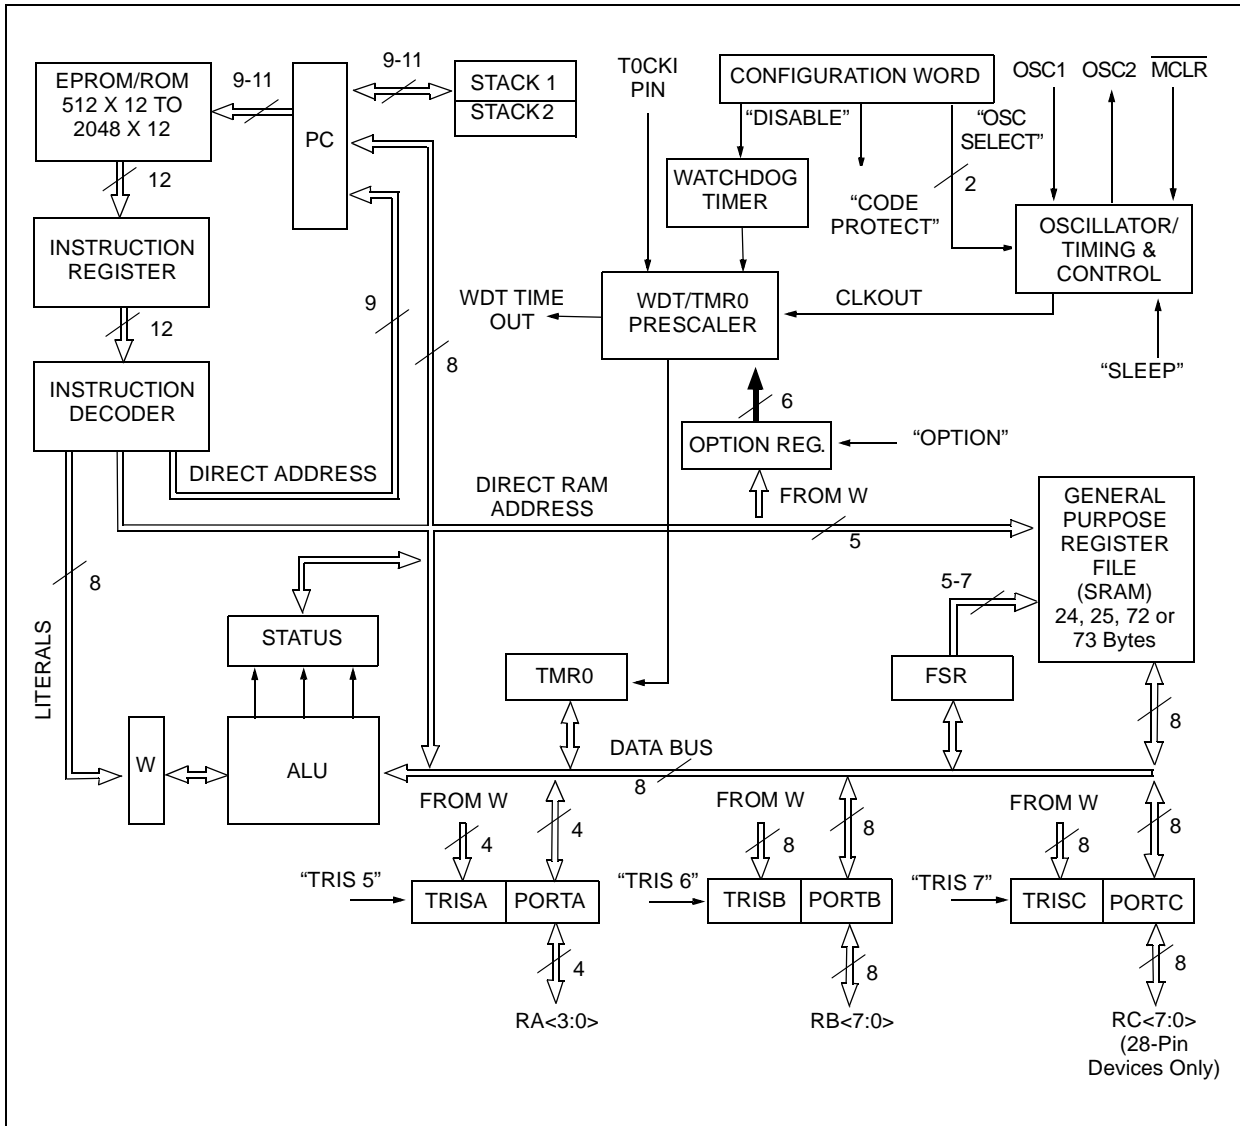 EPROM/ROM
512 X 12 TO
2048 X 12
9-11
PC
9-11
STACK 1
STACK 2
T0CKI
PIN
CONFIGURATION WORD
OSC1
OSC2
MCLR
"DISABLE"
"OSC
SELECT"
12
WATCHDOG
TIMER
"CODE
PROTECT"
2
INSTRUCTION
REGISTER
OSCILLATOR/
TIMING &
CONTROL
9
WDT TIME
OUT
WDT/TMR0
PRESCALER
CLKOUT
12
8
"SLEEP"
INSTRUCTION
DECODER
6
OPTION REG.
"OPTION"
DIRECT ADDRESS
DIRECT RAM
ADDRESS
FROM W
5
GENERAL
PURPOSE
REGISTER
FILE
(SRAM)
24, 25, 72 or
73 Bytes
8
LITERALS
STATUS
5-7
TMR0
FSR
8
W
ALU
DATA BUS
8
FROM W
4
4
FROM W
8
8
FROM W
8
8
"TRIS 5"
TRISA
PORTA
"TRIS 6"
TRISB
PORTB
"TRIS 7"
TRISC
PORTC
4
8
8
RA<3:0>
RB<7:0>
RC<7:0>
(28-Pin
Devices Only)